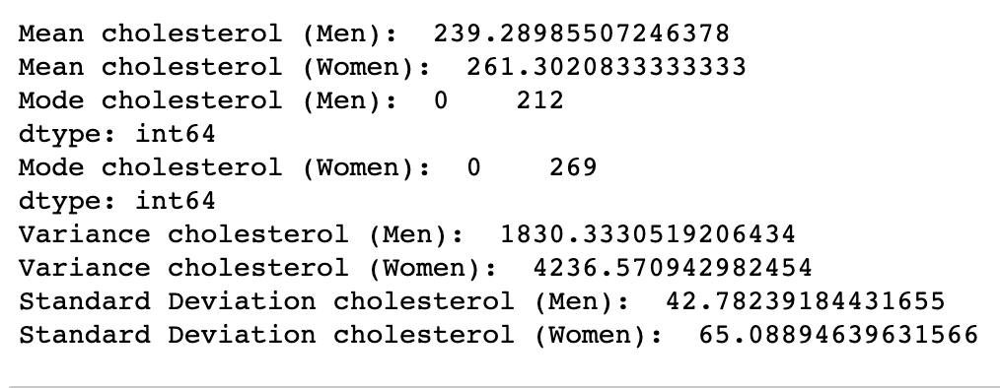 Mean cholesterol (Men):  239.28985507246378
Mean cholesterol (Women):  261.3020833333333
Mode cholesterol (Men):  0    212
dtype: int64
Mode cholesterol (Women):  0    269
dtype: int64
Variance cholesterol (Men):  1830.3330519206434
Variance cholesterol (Women):  4236.570942982454
Standard Deviation cholesterol (Men):  42.78239184431655
Standard Deviation cholesterol (Women):  65.08894639631566